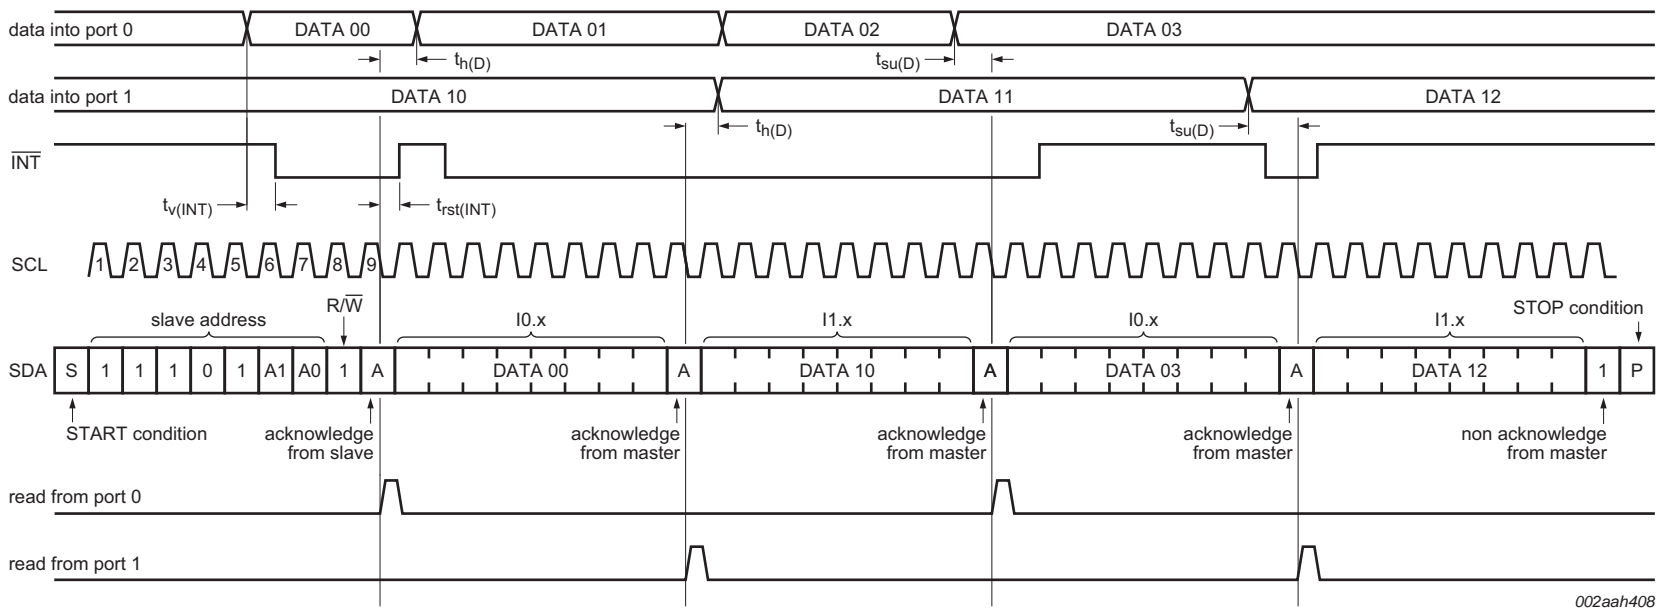 data into port 0 DATA 00 DATA 01 DATA 02 DATA 03
th(D) tsu(D)
data into port 1 DATA 10 DATA 11 DATA 12
th(D) tsu(D)
INT
tv(INT) trst(INT)
SCL 1 2 3 4 5 6 7 8 9
R/W
STOP condition
slave address I0.x I1.x I0.x I1.x
SDA S 1 1 1 0 1 A1 A0 1 A DATA 00 A DATA 10 A DATA 03 A DATA 12 1 P
START condition acknowledge acknowledge acknowledge acknowledge non acknowledge
from slave from master from master from master from master
read from port 0
read from port 1
002aah408